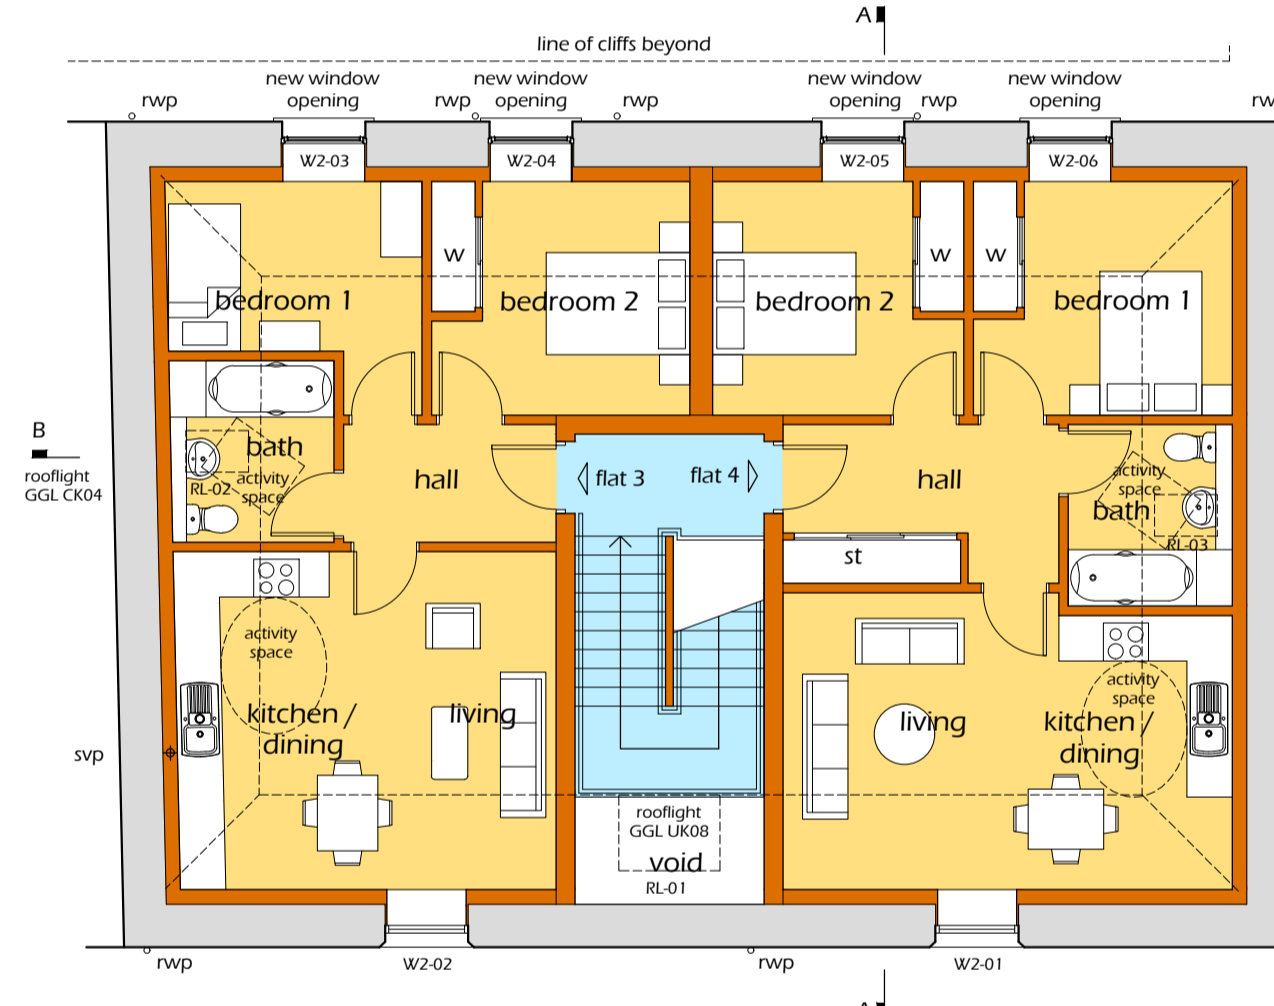 A
line of cliffs beyond
new window
opening
new window
opening
new window
opening
new window
opening
rwp
rwp
rwp
rwp
W2-03
W2-04
W2-05
W2-06
w
w
w
bedroom 1
bedroom 2
bedroom 2
bedroom 1
B
rooflight
GGL CK04
bath
activity
space
RL-02
hall
flat 3
flat 4
hall
activity
space
bath
RL-03
st
activity
space
kitchen /
dining
living
living
activity
space
kitchen /
dining
svp
rooflight
GGL UK08
void
RL-01
rwp
W2-02
rwp
W2-01